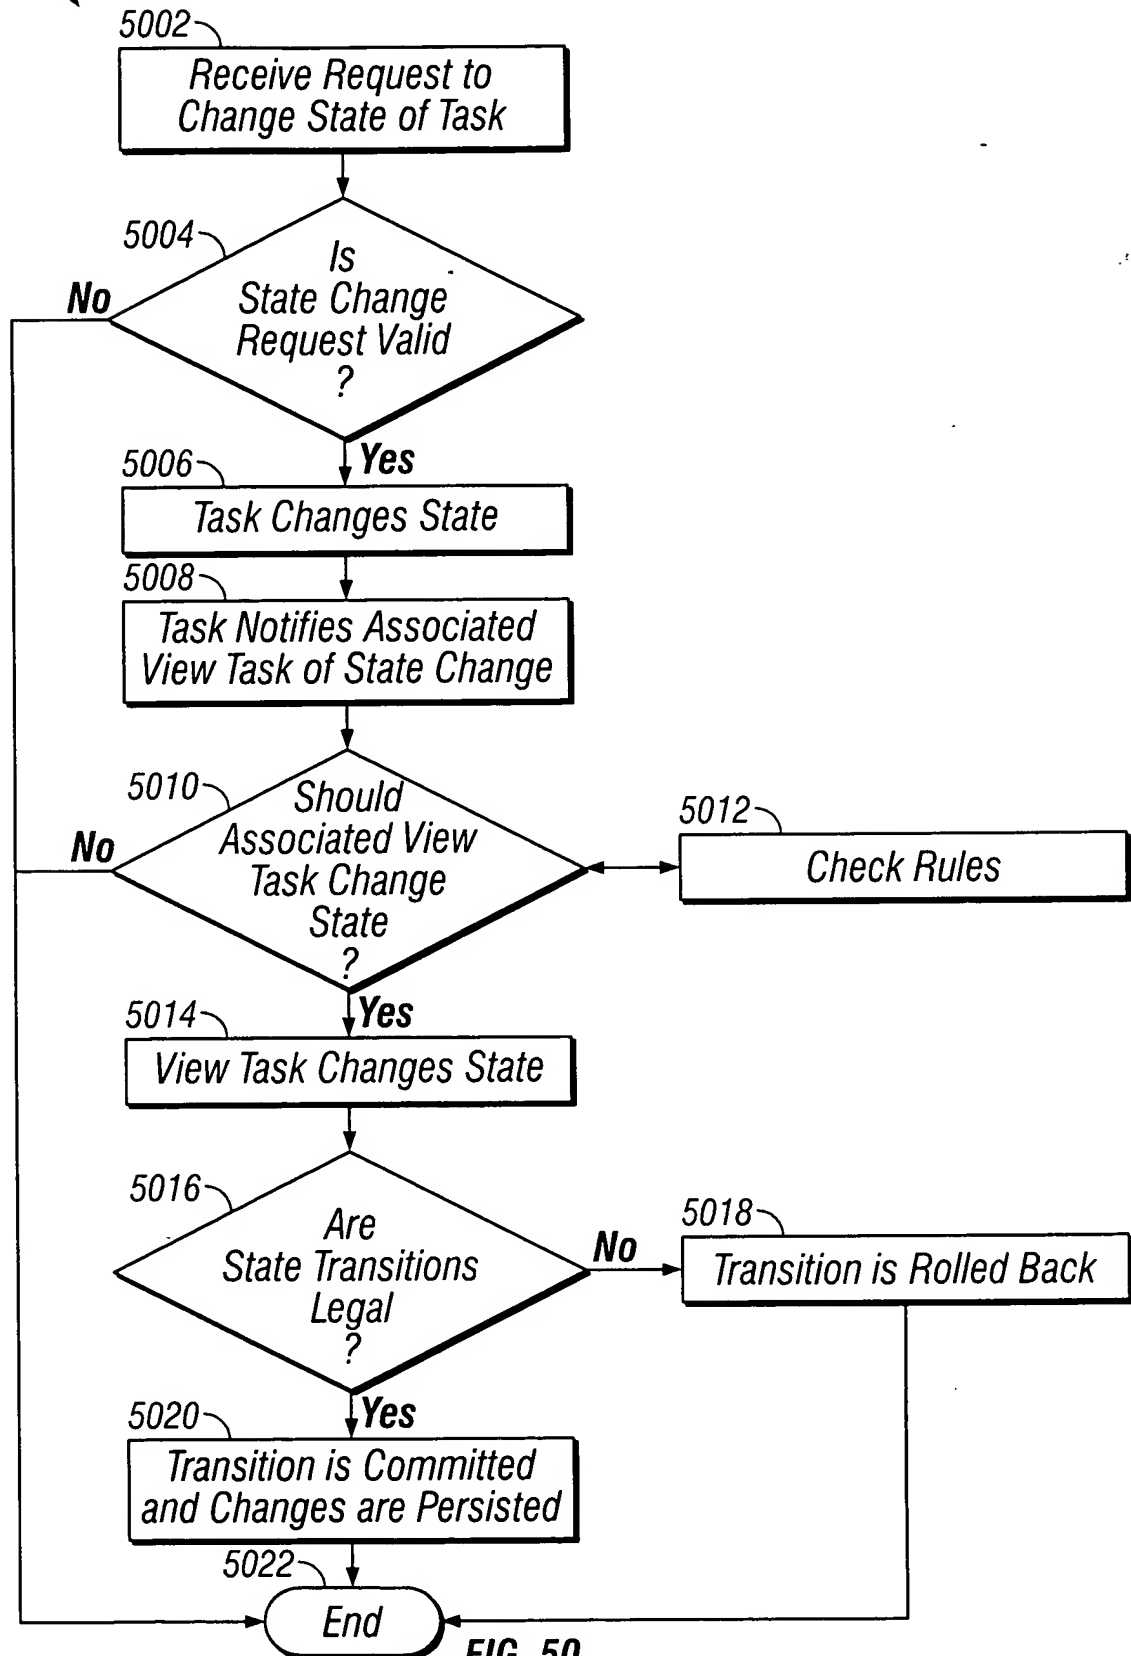 5002
Receive Request to
Change State of Task
5004
Is
State Change
Request Valid
?
No
Yes
5006
Task Changes State
5008
Task Notifies Associated
View Task of State Change
5010
Should
Associated View
Task Change
State
?
No
5012
Check Rules
Yes
5014
View Task Changes State
5016
Are
State Transitions
Legal
?
No
5018
Transition is Rolled Back
Yes
5020
Transition is Committed
and Changes are Persisted
5022
End
FIG. 50